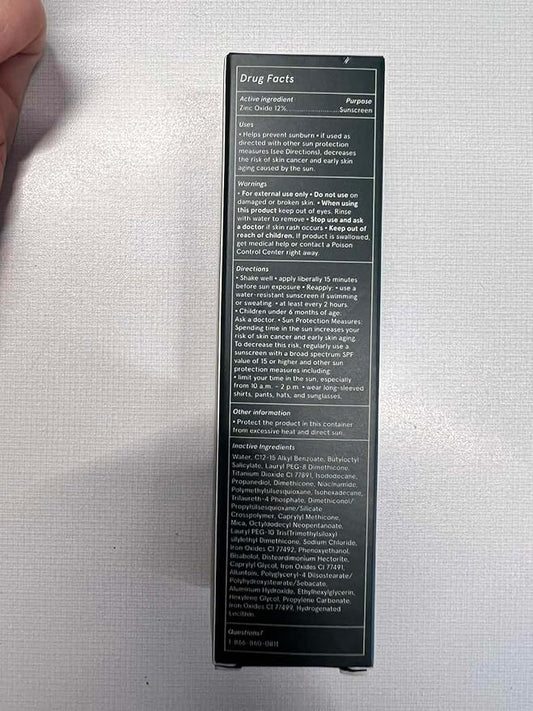 Drug Facts
Active ingredient Purpose
Zinc Oxide 12%......................Sunscreen
Uses
• Helps prevent sunburn • if used as
directed with other sun protection
measures (see Directions), decreases
the risk of skin cancer and early skin
aging caused by the sun.
Warnings
• For external use only • Do not use on
damaged or broken skin. • When using
this product keep out of eyes. Rinse
with water to remove • Stop use and ask
a doctor if skin rash occurs • Keep out of
reach of children. If product is swallowed,
get medical help or contact a Poison
Control Center right away.
Directions
• Shake well • apply liberally 15 minutes
before sun exposure • Reapply: • use a
water-resistant sunscreen if swimming
or sweating. • at least every 2 hours.
• Children under 6 months of age:
Ask a doctor. • Sun Protection Measures:
Spending time in the sun increases your
risk of skin cancer and early skin aging.
To decrease this risk, regularly use a
sunscreen with a broad spectrum SPF
value of 15 or higher and other sun
protection measures including:
• limit your time in the sun, especially
from 10 a.m. – 2 p.m. • wear long-sleeved
shirts, pants, hats, and sunglasses.
Other information
• Protect the product in this container
from excessive heat and direct sun.
Inactive Ingredients
Water, C12-15 Alkyl Benzoate, Butyloctyl
Salicylate, Lauryl PEG-8 Dimethicone,
Titanium Dioxide CI 77891, Isododecane,
Propanediol, Dimethicone, Niacinamide,
Polymethylsilsesquioxane, Isohexadecane,
Trilaureth-4 Phosphate, Dimethiconol/
Propylsilsesquioxane/Silicate
Crosspolymer, Caprylyl Methicone,
Mica, Octyldodecyl Neopentanoate,
Lauryl PEG-10 Tris(Trimethylsiloxy)
silylethyl Dimethicone, Sodium Chloride,
Iron Oxides CI 77492, Phenoxyethanol,
Bisabolol, Disteardimonium Hectorite,
Caprylyl Glycol, Iron Oxides CI 77491,
Allantoin, Polyglyceryl-4 Diisostearate/
Polyhydroxystearate/Sebacate,
Aluminum Hydroxide, Ethylhexylglycerin,
Hexylene Glycol, Propylene Carbonate,
Iron Oxides CI 77499, Hydrogenated
Lecithin
Questions?
1-866-860-0811